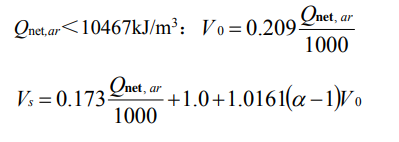 Qnet,ar＜10467kJ/m³： V₀=0.209 Qnet, ar/1000
Vₛ=0.173 Qnet, ar/1000 +1.0+1.0161(α−1)V₀